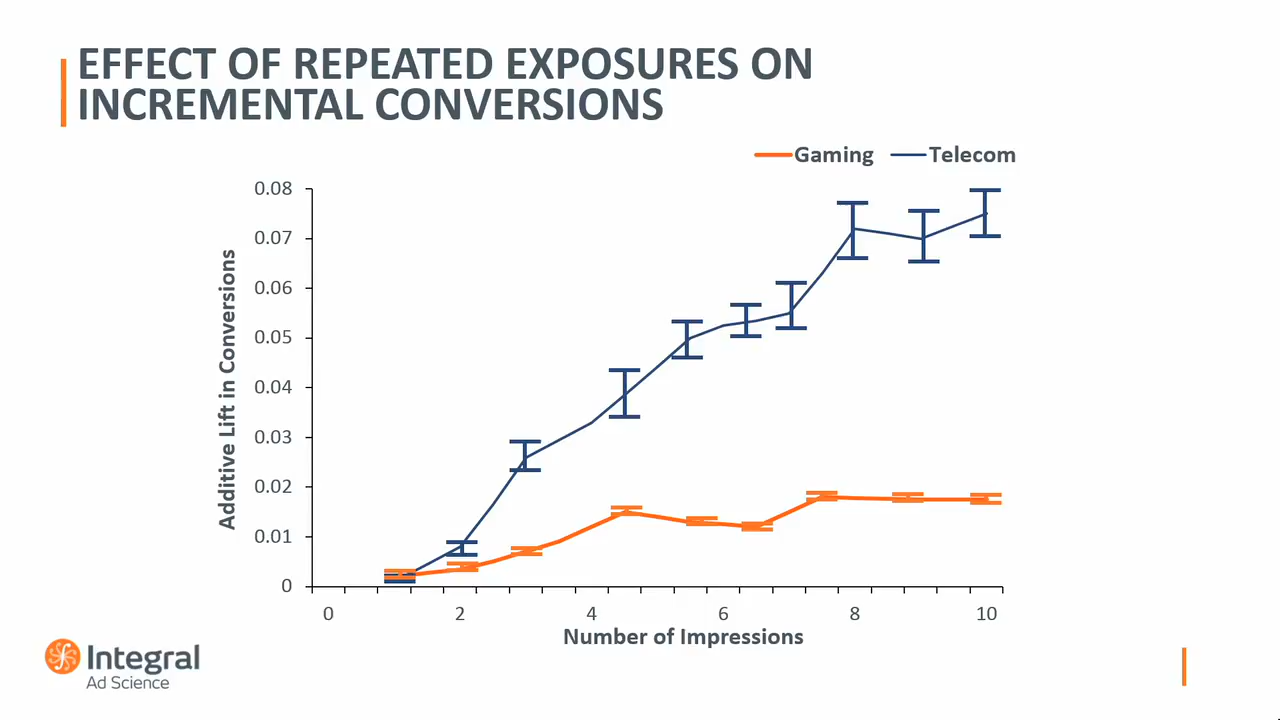 EFFECT OF REPEATED EXPOSURES ON
INCREMENTAL CONVERSIONS
Gaming
Telecom
0.08
0.07
0.06
0.05
0.04
0.03
0.02
0.01
0
Additive Lift in Conversions
0 2 4 6 8 10
Number of Impressions
Integral
Ad Science